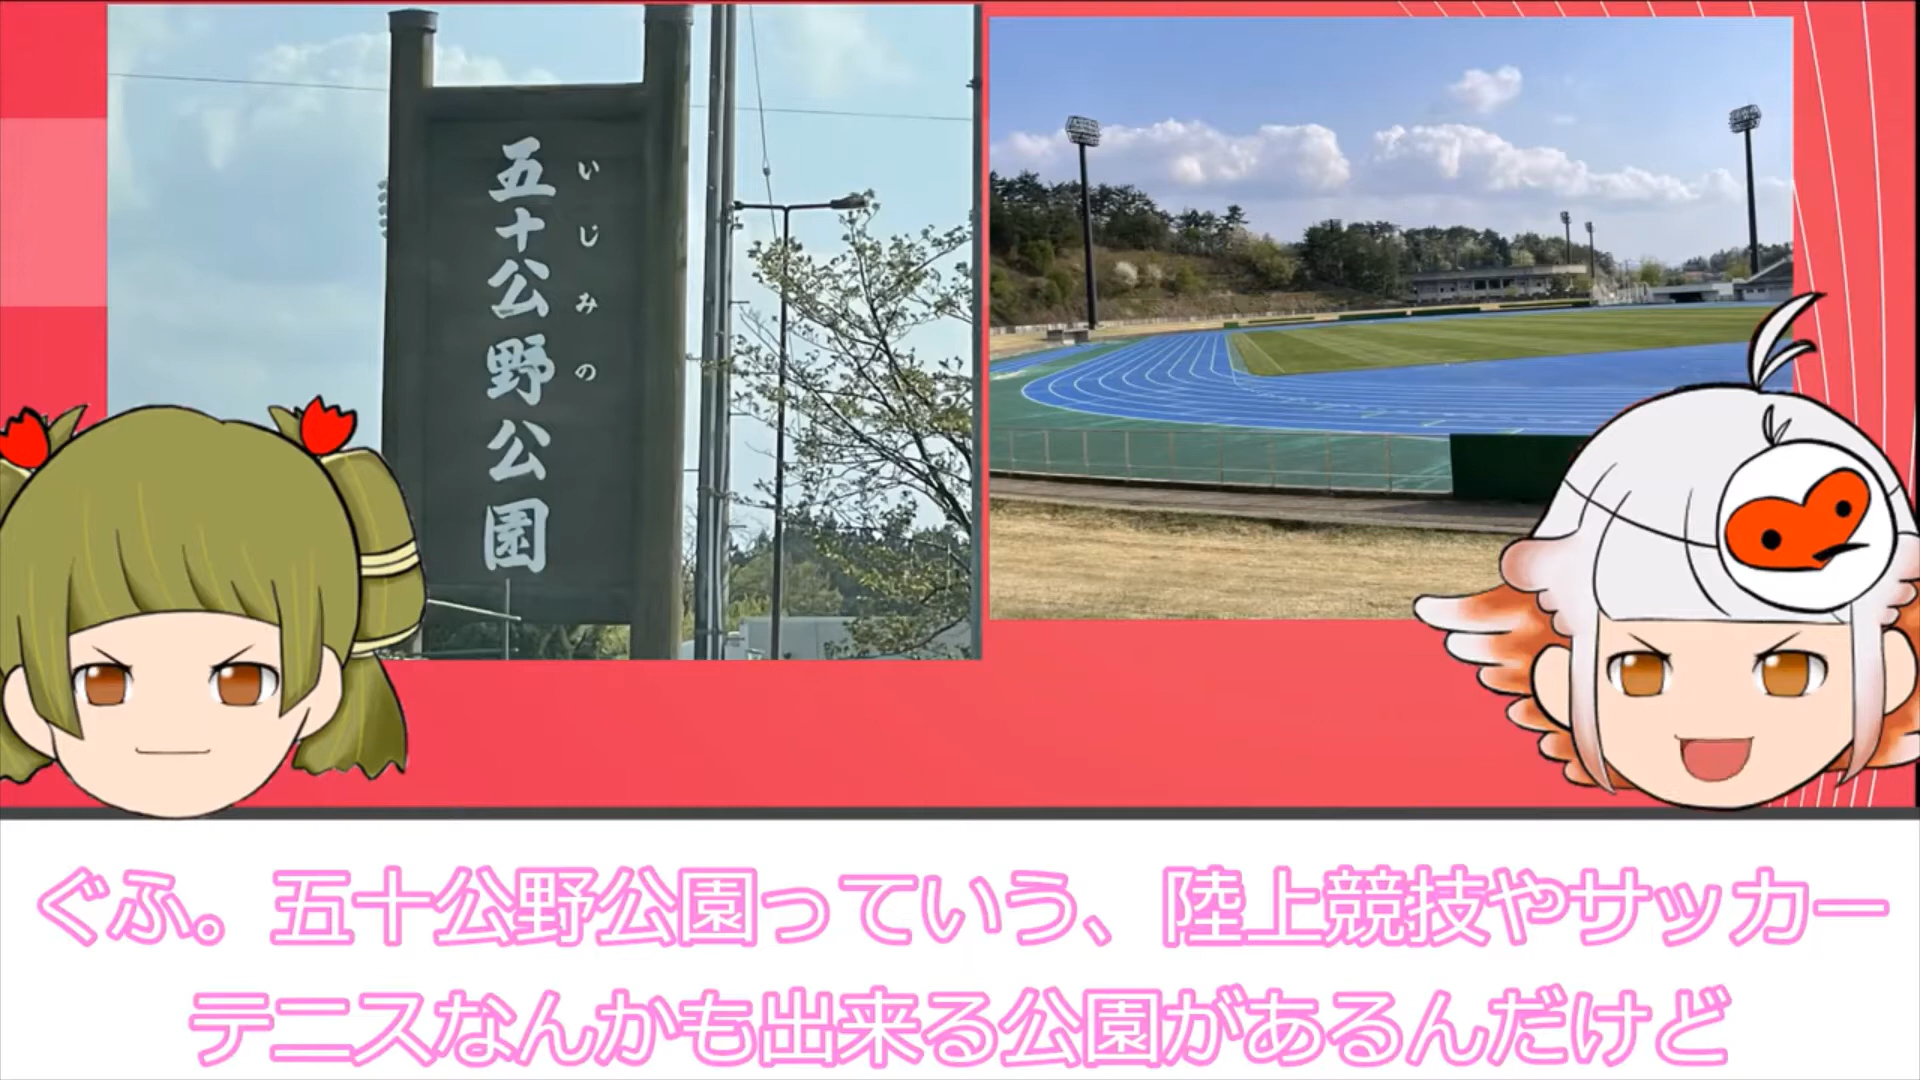 五十公野公園
いじみの
ぐふ。五十公野公園っていう、陸上競技やサッカー
テニスなんかも出来る公園があるんだけど